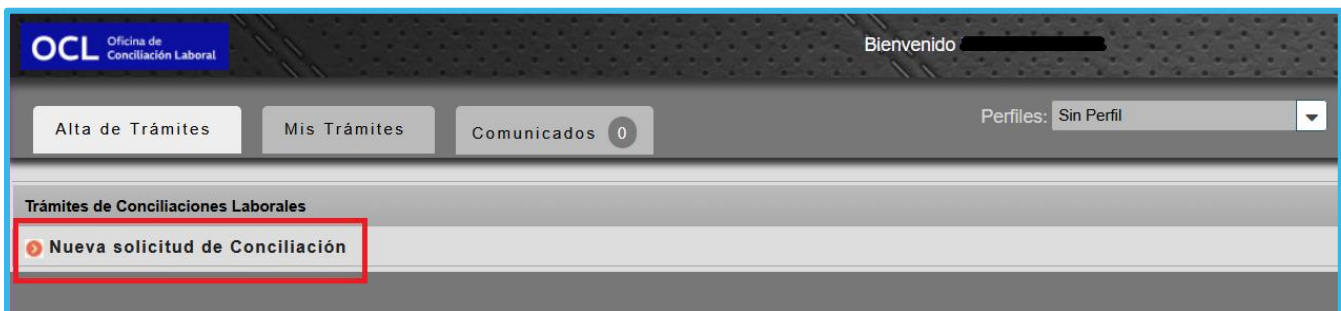 OCL Oficina de
Conciliación Laboral
Bienvenido
Alta de Trámites Mis Trámites Comunicados 0 Perfiles: Sin Perfil
Trámites de Conciliaciones Laborales
Nueva solicitud de Conciliación